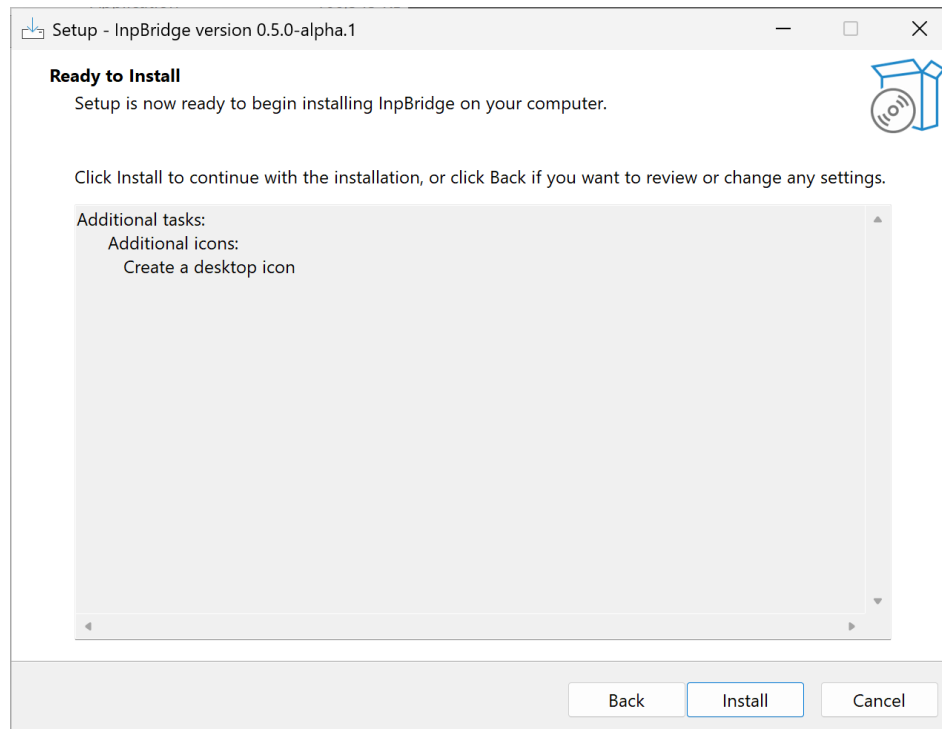 Setup - InpBridge version 0.5.0-alpha.1
Ready to Install
Setup is now ready to begin installing InpBridge on your computer.
Click Install to continue with the installation, or click Back if you want to review or change any settings.
Additional tasks:
Additional icons:
Create a desktop icon
Back
Install
Cancel